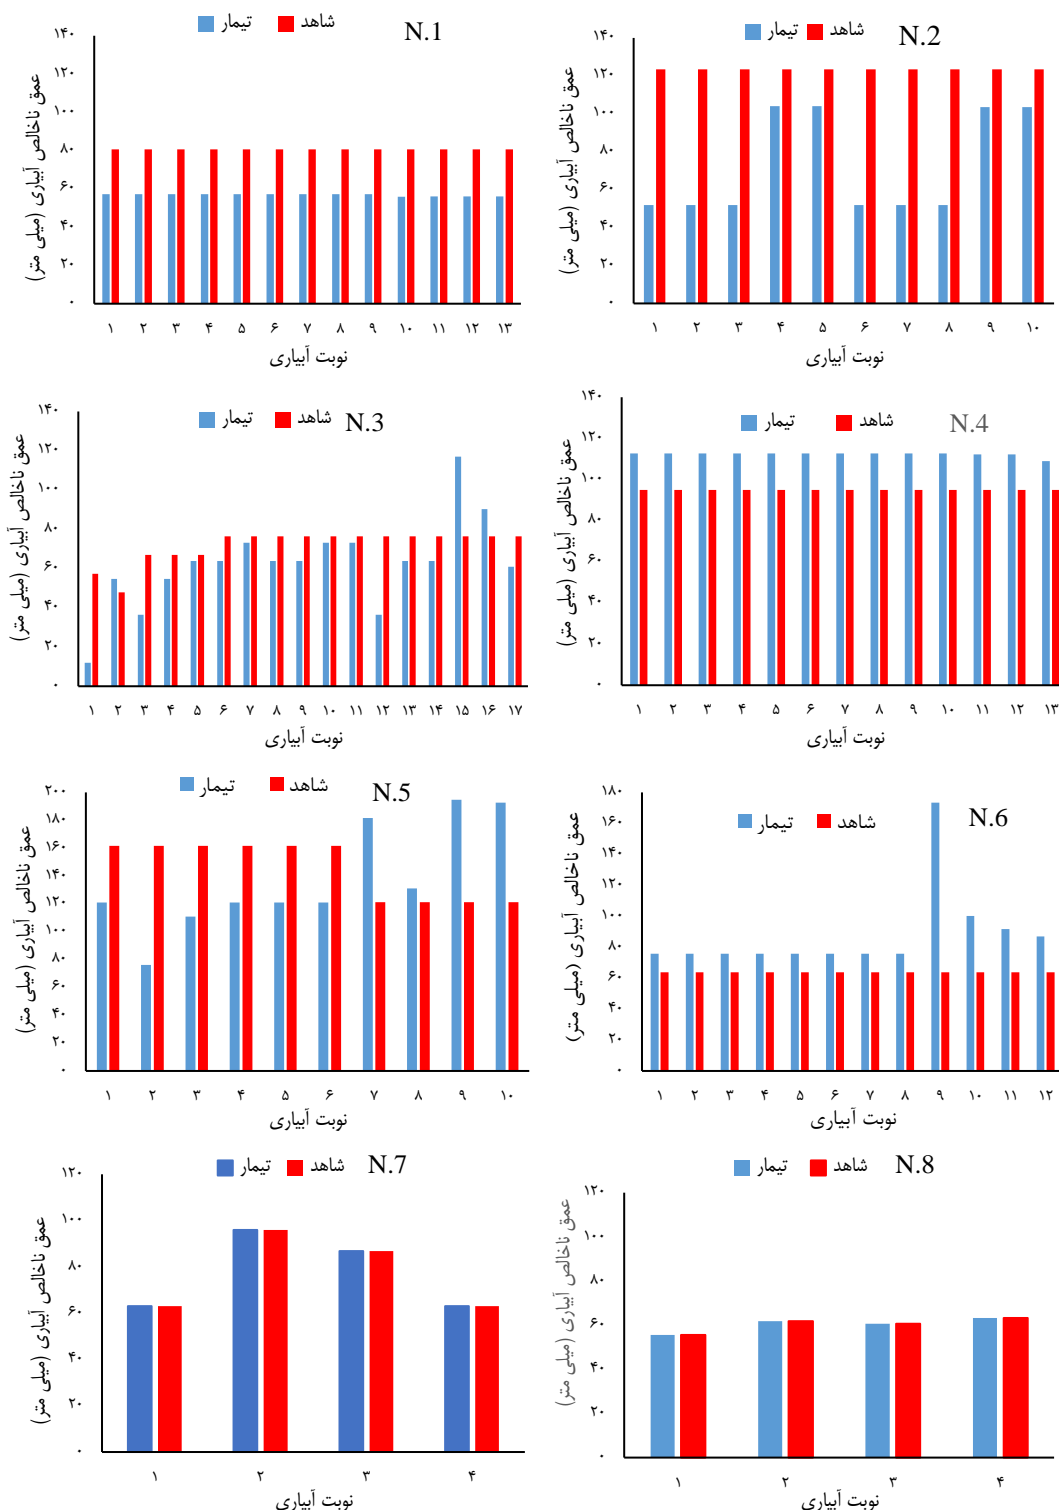 تیمار شاهد N.1
عمق ناخالص آبیاری (میلی متر)
۱۴۰
۱۲۰
۱۰۰
۸۰
۶۰
۴۰
۲۰
۰
۱ ۲ ۳ ۴ ۵ ۶ ۷ ۸ ۹ ۱۰ ۱۱ ۱۲ ۱۳
نوبت آبیاری
تیمار شاهد N.2
عمق ناخالص آبیاری (میلی متر)
۱۴۰
۱۲۰
۱۰۰
۸۰
۶۰
۴۰
۲۰
۰
۱ ۲ ۳ ۴ ۵ ۶ ۷ ۸ ۹ ۱۰
نوبت آبیاری
تیمار شاهد N.3
عمق ناخالص آبیاری (میلی متر)
۱۴۰
۱۲۰
۱۰۰
۸۰
۶۰
۴۰
۲۰
۰
۱ ۲ ۳ ۴ ۵ ۶ ۷ ۸ ۹ ۱۰ ۱۱ ۱۲ ۱۳ ۱۴ ۱۵ ۱۶ ۱۷
نوبت آبیاری
تیمار شاهد N.4
عمق ناخالص آبیاری (میلی متر)
۱۴۰
۱۲۰
۱۰۰
۸۰
۶۰
۴۰
۲۰
۰
۱ ۲ ۳ ۴ ۵ ۶ ۷ ۸ ۹ ۱۰ ۱۱ ۱۲ ۱۳
نوبت آبیاری
تیمار شاهد N.5
عمق ناخالص آبیاری (میلی متر)
۲۰۰
۱۸۰
۱۶۰
۱۴۰
۱۲۰
۱۰۰
۸۰
۶۰
۴۰
۲۰
۰
۱ ۲ ۳ ۴ ۵ ۶ ۷ ۸ ۹ ۱۰
نوبت آبیاری
تیمار شاهد N.6
عمق ناخالص آبیاری (میلی متر)
۱۸۰
۱۶۰
۱۴۰
۱۲۰
۱۰۰
۸۰
۶۰
۴۰
۲۰
۰
۱ ۲ ۳ ۴ ۵ ۶ ۷ ۸ ۹ ۱۰ ۱۱ ۱۲
نوبت آبیاری
تیمار شاهد N.7
عمق ناخالص آبیاری (میلی متر)
۱۲۰
۱۰۰
۸۰
۶۰
۴۰
۲۰
۰
۱ ۲ ۳ ۴
نوبت آبیاری
تیمار شاهد N.8
عمق ناخالص آبیاری (میلی متر)
۱۲۰
۱۰۰
۸۰
۶۰
۴۰
۲۰
۰
۱ ۲ ۳ ۴
نوبت آبیاری